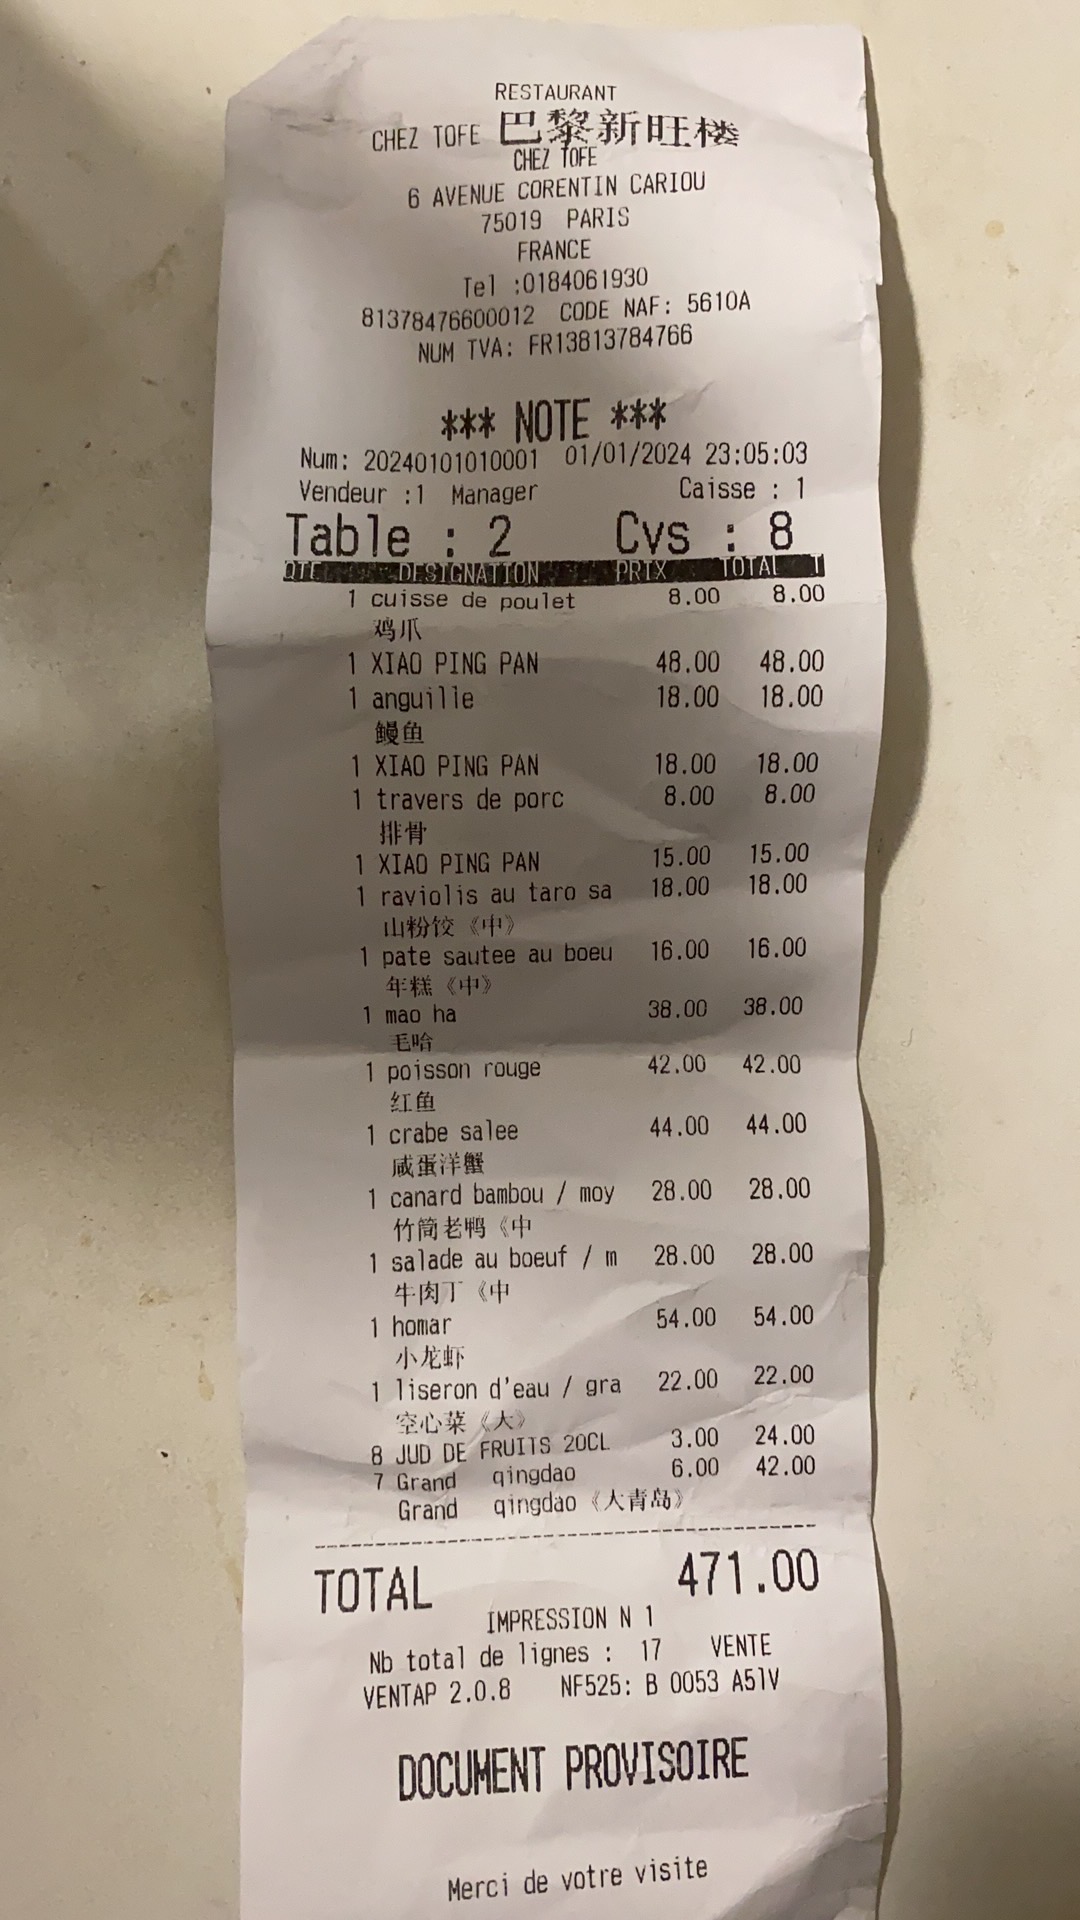 RESTAURANT
CHEZ TOFE 巴黎新旺楼
CHEZ TOFE
6 AVENUE CORENTIN CARIOU
75019 PARIS
FRANCE
Tel :0184061930
81378476600012 CODE NAF: 5610A
NUM TVA: FR13813784766
*** NOTE ***
Num: 20240101010001 01/01/2024 23:05:03
Vendeur :1 Manager Caisse : 1
Table : 2 Cvs : 8
QTE DESIGNATION PRIX TOTAL T
1 cuisse de poulet 8.00 8.00
鸡爪
1 XIAO PING PAN 48.00 48.00
1 anguille 18.00 18.00
鳗鱼
1 XIAO PING PAN 18.00 18.00
1 travers de porc 8.00 8.00
排骨
1 XIAO PING PAN 15.00 15.00
1 raviolis au taro sa 18.00 18.00
山粉饺《中》
1 pate sautee au boeu 16.00 16.00
年糕《中》
1 mao ha 38.00 38.00
毛哈
1 poisson rouge 42.00 42.00
红鱼
1 crabe salee 44.00 44.00
咸蛋洋蟹
1 canard bambou / moy 28.00 28.00
竹筒老鸭《中
1 salade au boeuf / m 28.00 28.00
牛肉丁《中
1 homar 54.00 54.00
小龙虾
1 liseron d'eau / gra 22.00 22.00
空心菜《大》
8 JUD DE FRUITS 20CL 3.00 24.00
7 Grand qingdao 6.00 42.00
Grand qingdao《大青岛》
TOTAL 471.00
IMPRESSION N 1
Nb total de lignes : 17 VENTE
VENTAP 2.0.8 NF525: B 0053 A51V
DOCUMENT PROVISOIRE
Merci de votre visite